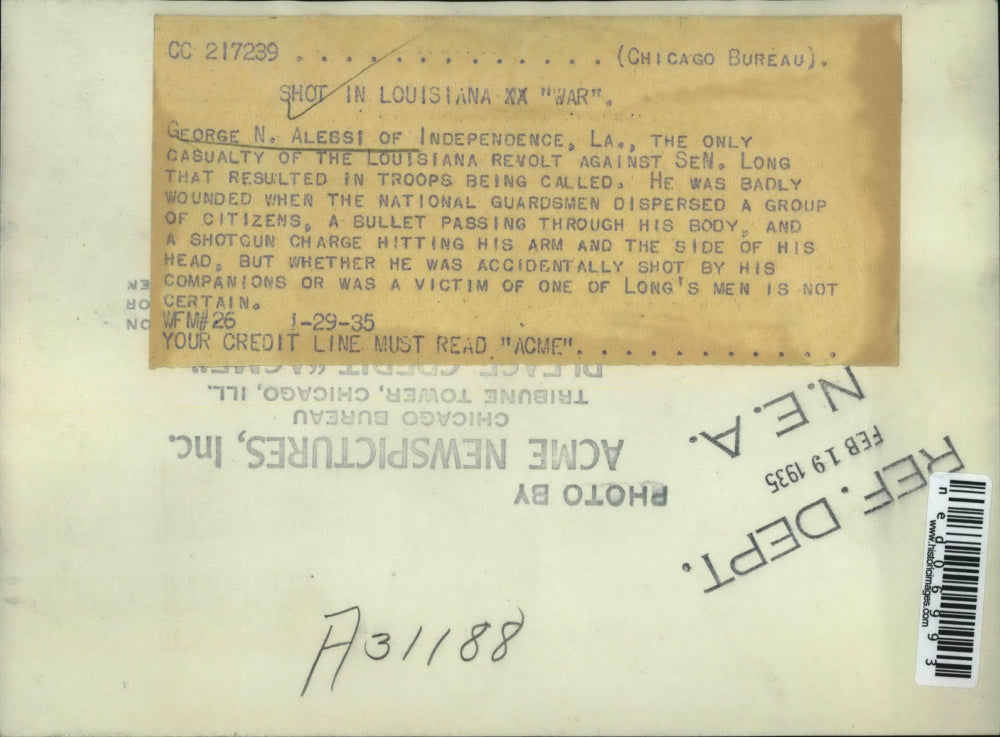 CC 217239 . . . . . . . . . . . . . (CHICAGO BUREAU).
SHOT IN LOUISIANA XX "WAR".
GEORGE N. ALESSI OF INDEPENDENCE, LA., THE ONLY
CASUALTY OF THE LOUISIANA REVOLT AGAINST SEN. LONG
THAT RESULTED IN TROOPS BEING CALLED. HE WAS BADLY
WOUNDED WHEN THE NATIONAL GUARDSMEN DISPERSED A GROUP
OF CITIZENS, A BULLET PASSING THROUGH HIS BODY, AND
A SHOTGUN CHARGE HITTING HIS ARM AND THE SIDE OF HIS
HEAD, BUT WHETHER HE WAS ACCIDENTALLY SHOT BY HIS
COMPANIONS OR WAS A VICTIM OF ONE OF LONG'S MEN IS NOT
CERTAIN.
WFM#26 1-29-35
YOUR CREDIT LINE MUST READ "ACME". . . . . . . . . . . .
PHOTO BY
ACME NEWSPICTURES, Inc.
CHICAGO BUREAU
TRIBUNE TOWER, CHICAGO, ILL.
PLEASE CREDIT "ACME"
REF. DEPT.
FEB 19 1935
N.E.A.
A31188
www.historicimages.com
ned06993